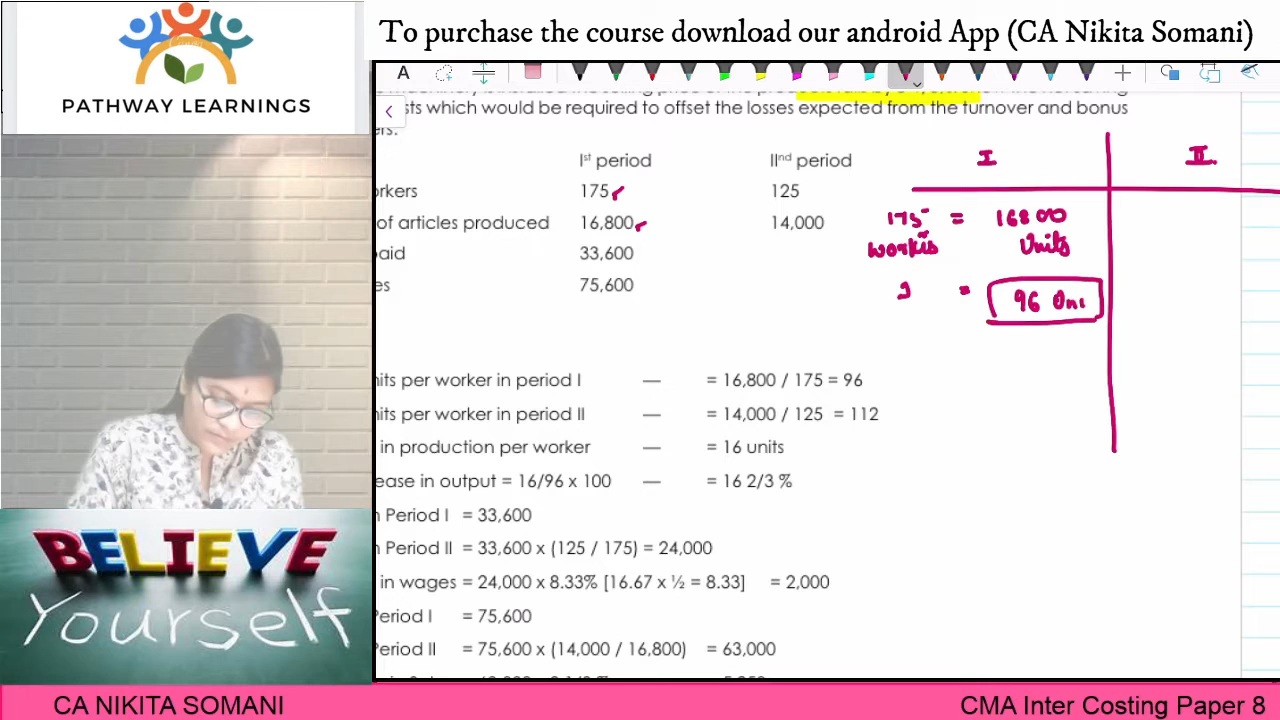 To purchase the course download our android App (CA Nikita Somani)
PATHWAY LEARNINGS
A
sts which would be required to offset the losses expected from the turnover and bonus
ers.
Ist period IInd period
orkers 175 125
of articles produced 16,800 14,000
aid 33,600
es 75,600
I II
175 = 16800
workers Units
1 = 96 Uni
nits per worker in period I — = 16,800 / 175 = 96
nits per worker in period II — = 14,000 / 125 = 112
in production per worker — = 16 units
ease in output = 16/96 x 100 — = 16 2/3 %
n Period I = 33,600
n Period II = 33,600 x (125 / 175) = 24,000
in wages = 24,000 x 8.33% [16.67 x ½ = 8.33] = 2,000
Period I = 75,600
Period II = 75,600 x (14,000 / 16,800) = 63,000
BELIEVE
Yourself
CA NIKITA SOMANI
CMA Inter Costing Paper 8